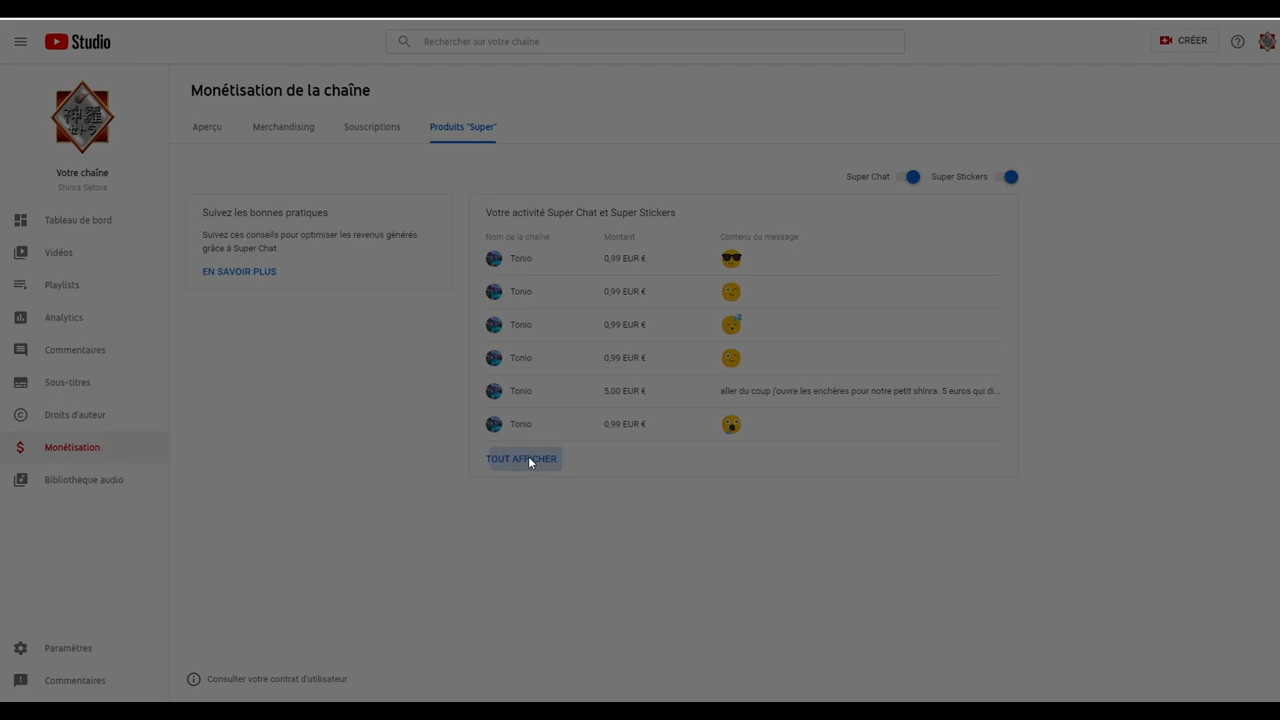 Studio
Rechercher sur votre chaîne
CRÉER
神羅
セトラ
Votre chaîne
Shinra Setora
Tableau de bord
Vidéos
Playlists
Analytics
Commentaires
Sous-titres
Droits d'auteur
Monétisation
Bibliothèque audio
Paramètres
Commentaires
Monétisation de la chaîne
Aperçu Merchandising Souscriptions Produits "Super"
Super Chat Super Stickers
Suivez les bonnes pratiques
Suivez ces conseils pour optimiser les revenus générés
grâce à Super Chat.
EN SAVOIR PLUS
Votre activité Super Chat et Super Stickers
Nom de la chaîne Montant Contenu du message
Tonio 0,99 EUR €
Tonio 0,99 EUR €
Tonio 0,99 EUR €
Tonio 0,99 EUR €
Tonio 5,00 EUR € aller du coup j'ouvre les enchères pour notre petit shinra. 5 euros qui di...
Tonio 0,99 EUR €
TOUT AFFICHER
Consulter votre contrat d'utilisateur